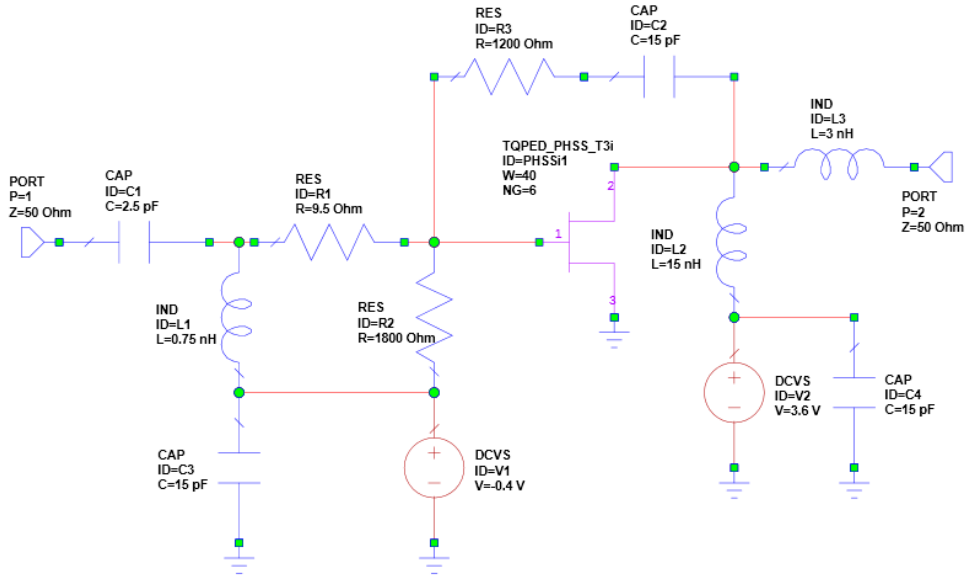 CAP
ID=C2
C=15 pF
RES
ID=R3
R=1200 Ohm
IND
ID=L3
L=3 nH
TQPED_PHSS_T3i
ID=PHSSi1
W=40
NG=6
PORT
P=1
Z=50 Ohm
CAP
ID=C1
C=2.5 pF
RES
ID=R1
R=9.5 Ohm
2
1
3
PORT
P=2
Z=50 Ohm
IND
ID=L2
L=15 nH
IND
ID=L1
L=0.75 nH
RES
ID=R2
R=1800 Ohm
DCVS
ID=V2
V=3.6 V
CAP
ID=C4
C=15 pF
CAP
ID=C3
C=15 pF
DCVS
ID=V1
V=-0.4 V